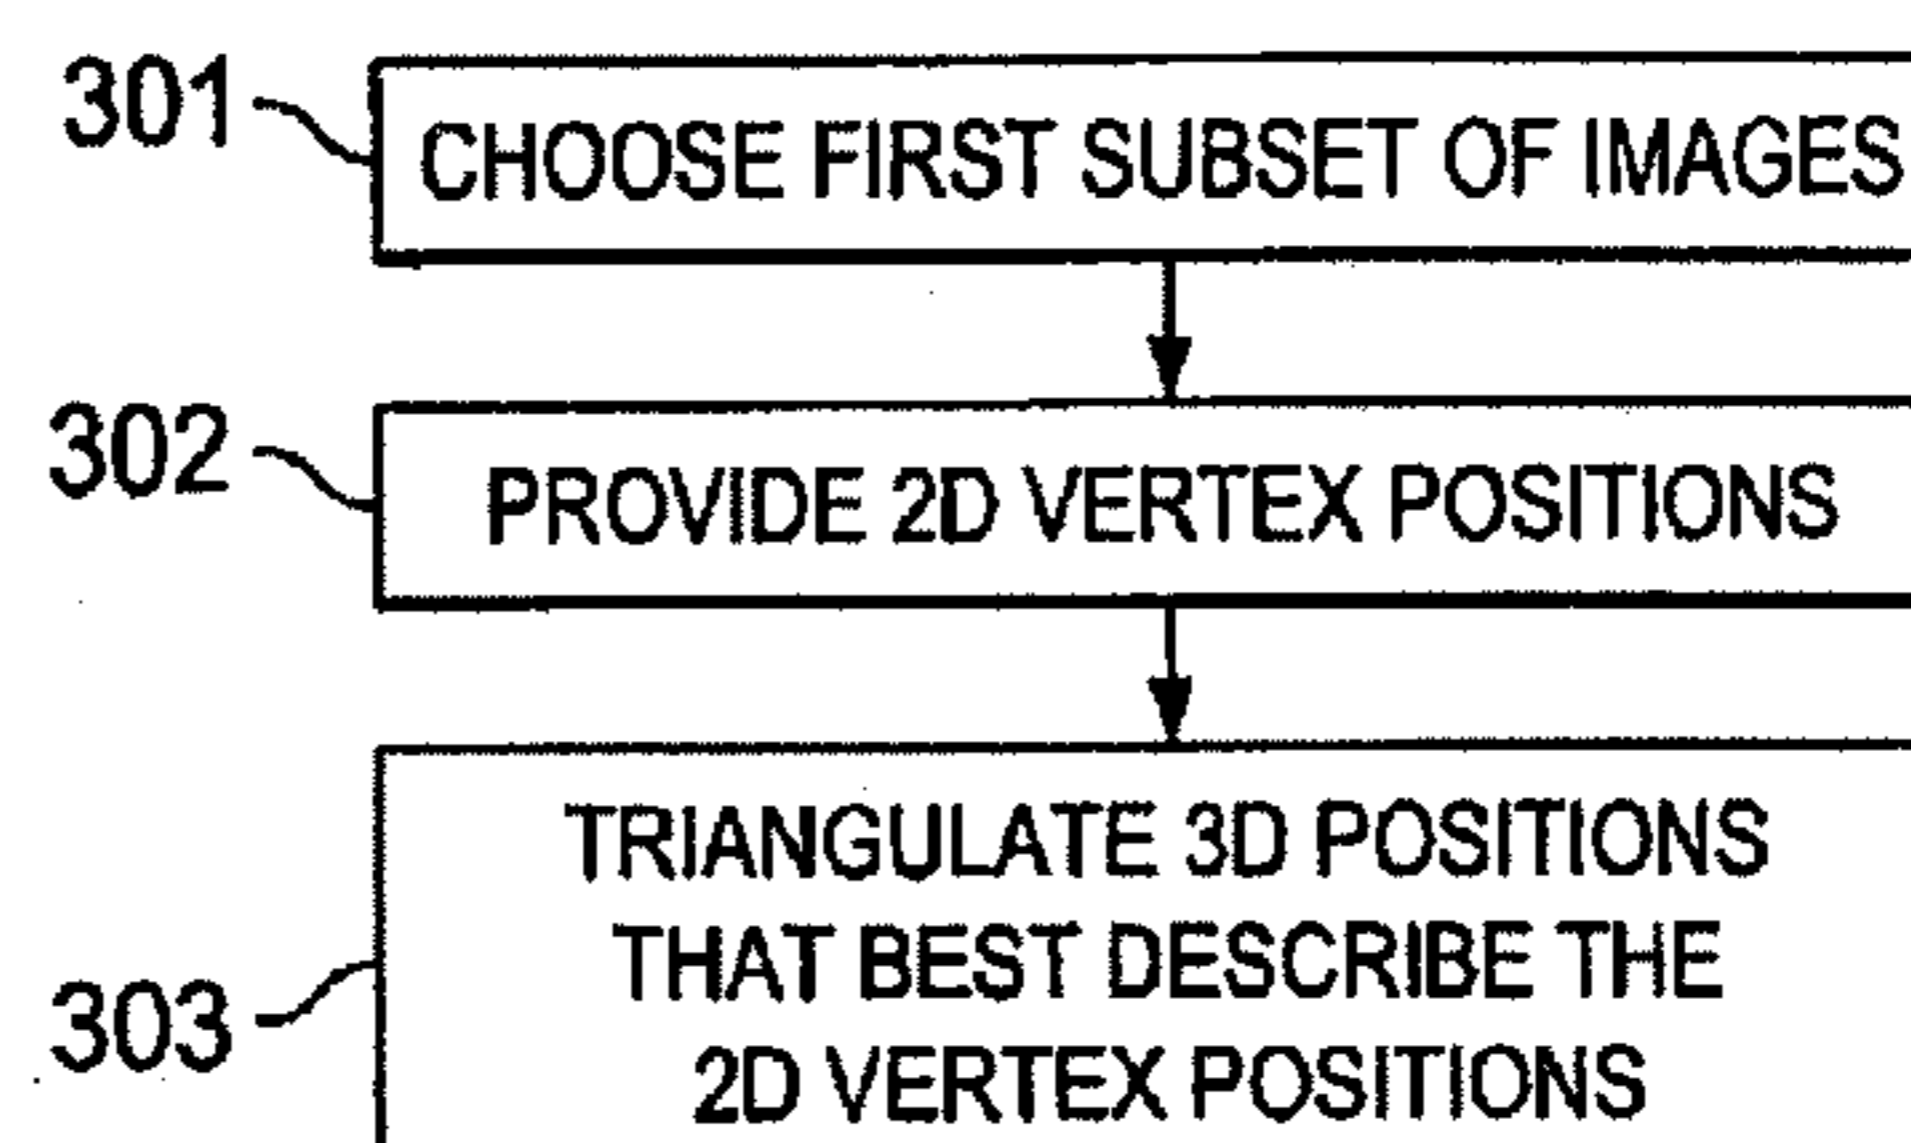 301
CHOOSE FIRST SUBSET OF IMAGES
302
PROVIDE 2D VERTEX POSITIONS
303
TRIANGULATE 3D POSITIONS
THAT BEST DESCRIBE THE
2D VERTEX POSITIONS